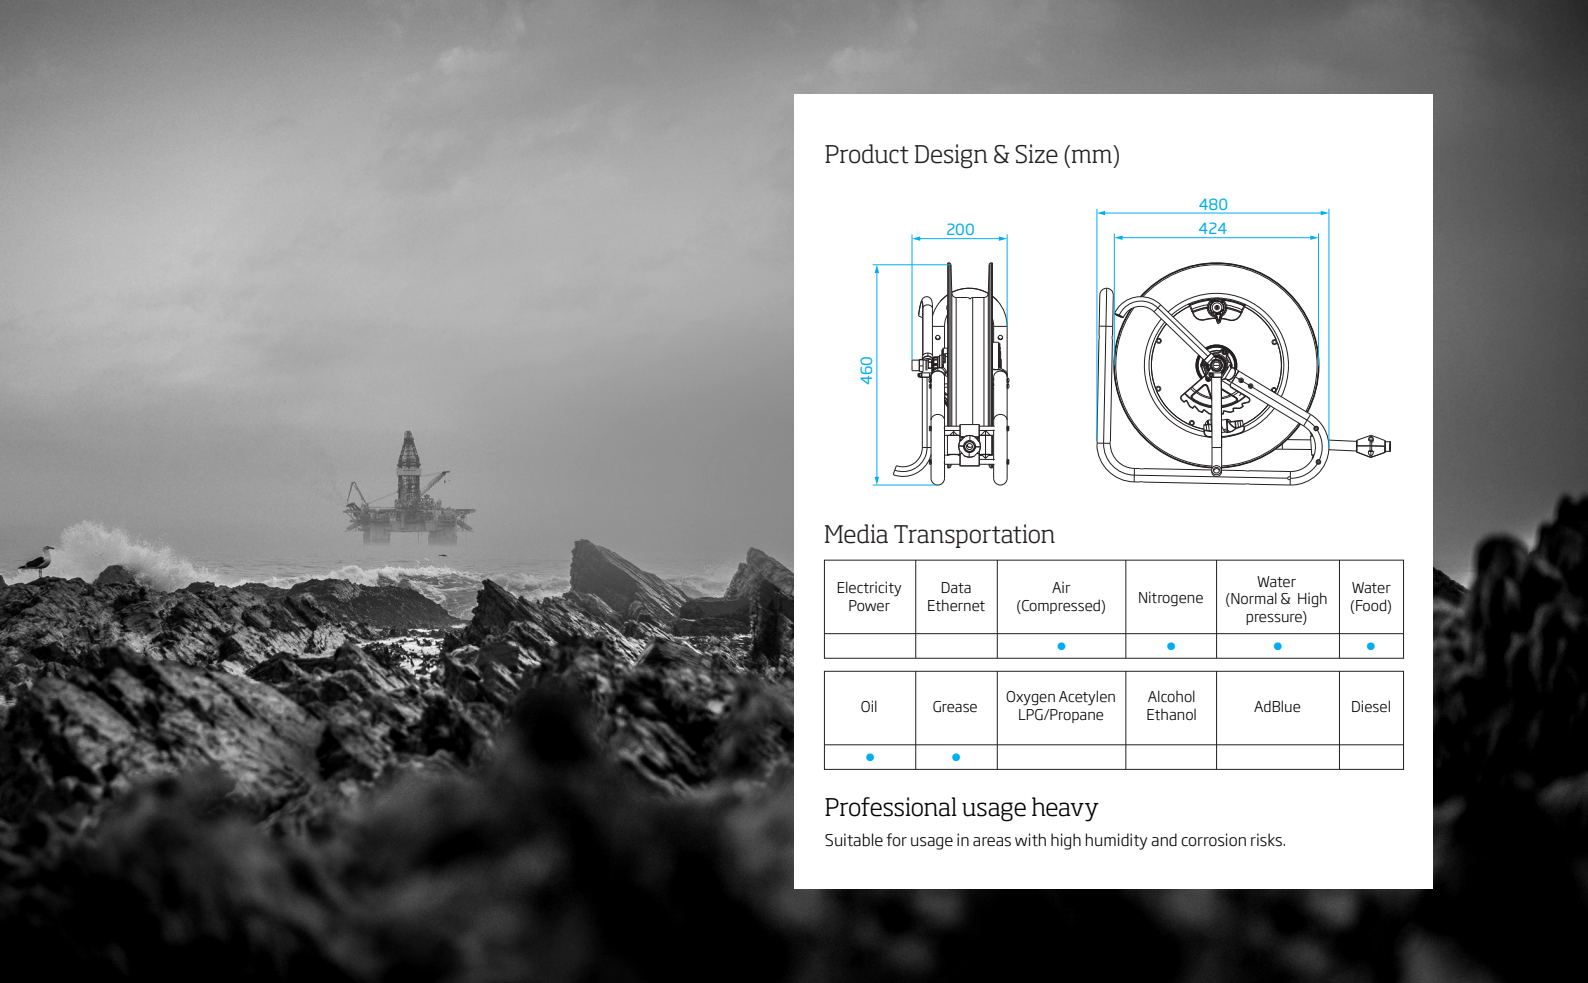 Product Design & Size (mm)
480
200
424
460
Media Transportation
Electricity
Power
Data
Ethernet
Air
(Compressed)
Nitrogene
Water
(Normal & High
pressure)
Water
(Food)
Oil
Grease
Oxygen Acetylen
LPG/Propane
Alcohol
Ethanol
AdBlue
Diesel
Professional usage heavy
Suitable for usage in areas with high humidity and corrosion risks.